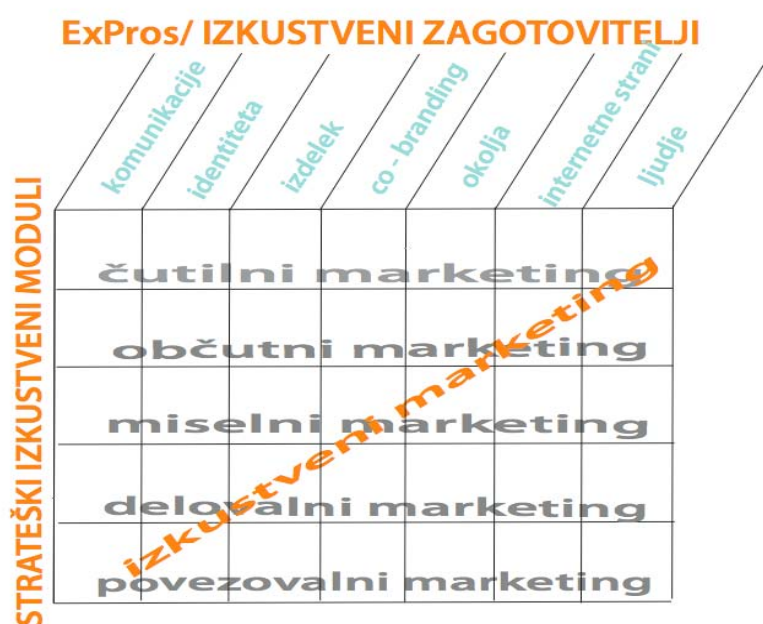 ExPros/ IZKUSTVENI ZAGOTOVITELJI
komunikacije
identiteta
izdelek
co - branding
okolja
internetne strani
ljudje
STRATEŠKI IZKUSTVENI MODULI
čutilni marketing
občutni marketing
miselni marketing
delovalni marketing
povezovalni marketing
izkustveni marketing